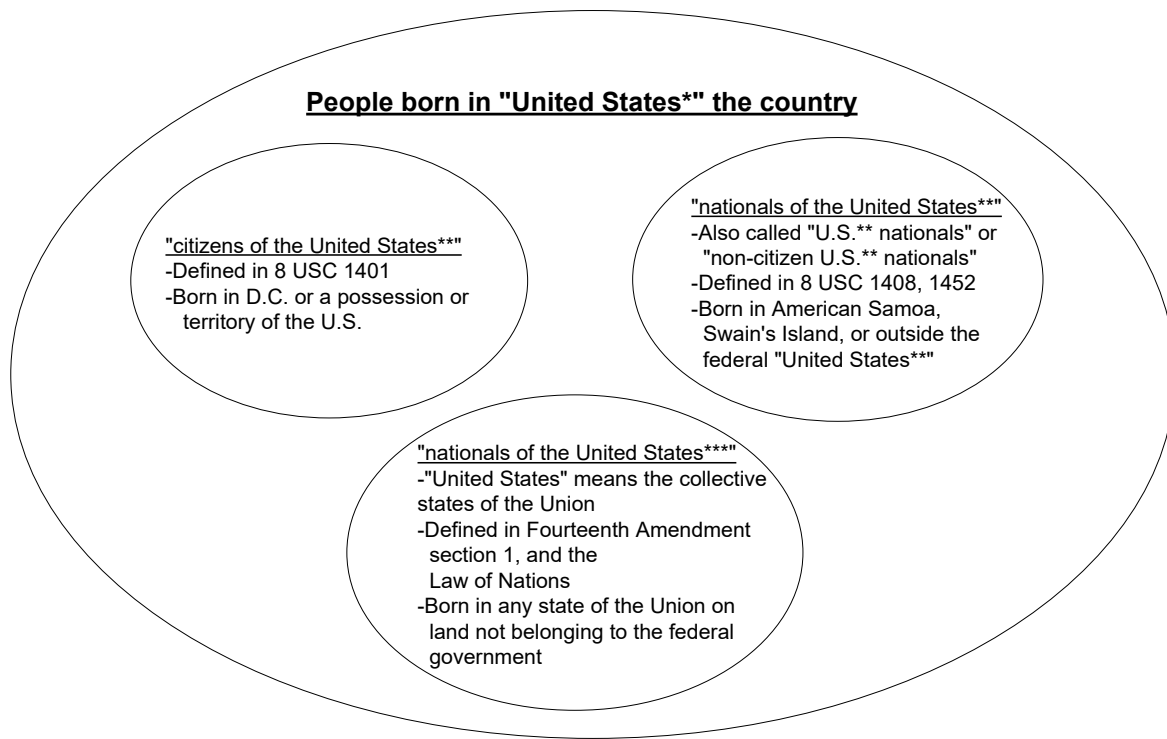 People born in "United States*" the country
"citizens of the United States**"
-Defined in 8 USC 1401
-Born in D.C. or a possession or
territory of the U.S.
"nationals of the United States**"
-Also called "U.S.** nationals" or
"non-citizen U.S.** nationals"
-Defined in 8 USC 1408, 1452
-Born in American Samoa,
Swain's Island, or outside the
federal "United States**"
"nationals of the United States***"
-"United States" means the collective
states of the Union
-Defined in Fourteenth Amendment
section 1, and the
Law of Nations
-Born in any state of the Union on
land not belonging to the federal
government